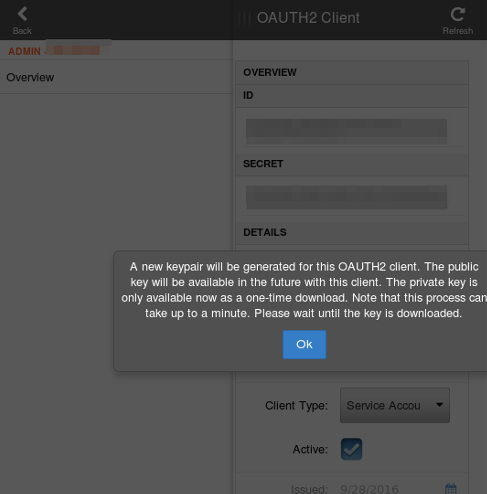 OAUTH2 Client
Back
Refresh
ADMIN
Overview
OVERVIEW
ID
SECRET
DETAILS
A new keypair will be generated for this OAUTH2 client. The public
key will be available in the future with this client. The private key is
only available now as a one-time download. Note that this process can
take up to a minute. Please wait until the key is downloaded.
Ok
Client Type: Service Accou
Active:
Issued: 9/28/2016